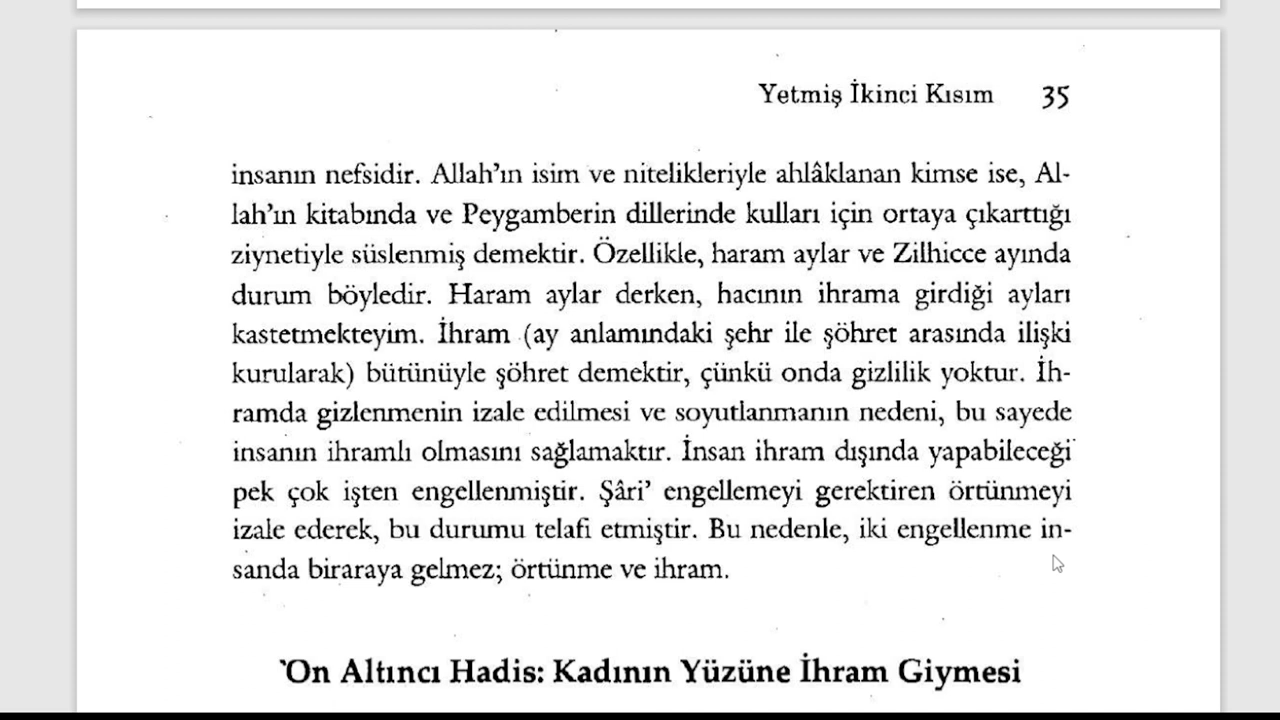 Yetmiş İkinci Kısım 35
insanın nefsidir. Allah'ın isim ve nitelikleriyle ahlâklanan kimse ise, Al-
lah'ın kitabında ve Peygamberin dillerinde kulları için ortaya çıkarttığı
ziynetiyle süslenmiş demektir. Özellikle, haram aylar ve Zilhicce ayında
durum böyledir. Haram aylar derken, hacının ihrama girdiği ayları
kastetmekteyim. İhram (ay anlamındaki şehr ile şöhret arasında ilişki
kurularak) bütünüyle şöhret demektir, çünkü onda gizlilik yoktur. İh-
ramda gizlenmenin izale edilmesi ve soyutlanmanın nedeni, bu sayede
insanın ihramlı olmasını sağlamaktır. İnsan ihram dışında yapabileceği
pek çok işten engellenmiştir. Şâri' engellemeyi gerektiren örtünmeyi
izale ederek, bu durumu telafi etmiştir. Bu nedenle, iki engellenme in-
sanda biraraya gelmez; örtünme ve ihram.
On Altıncı Hadis: Kadının Yüzüne İhram Giymesi